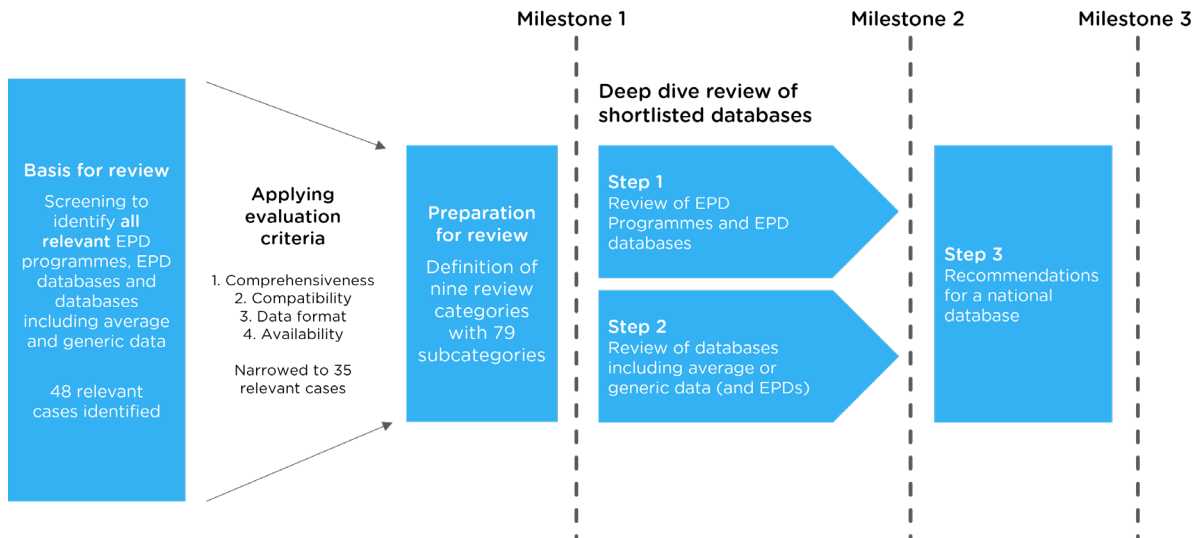 Milestone 1
Milestone 2
Milestone 3
Basis for review
Screening to
identify all
relevant EPD
programmes, EPD
databases and
databases
including average
and generic data
48 relevant
cases identified
Applying
evaluation
criteria
1. Comprehensiveness
2. Compatibility
3. Data format
4. Availability
Narrowed to 35
relevant cases
Preparation
for review
Definition of
nine review
categories
with 79
subcategories
Deep dive review of
shortlisted databases
Step 1
Review of EPD
Programmes and EPD
databases
Step 2
Review of databases
including average or
generic data (and EPDs)
Step 3
Recommendations
for a national
database